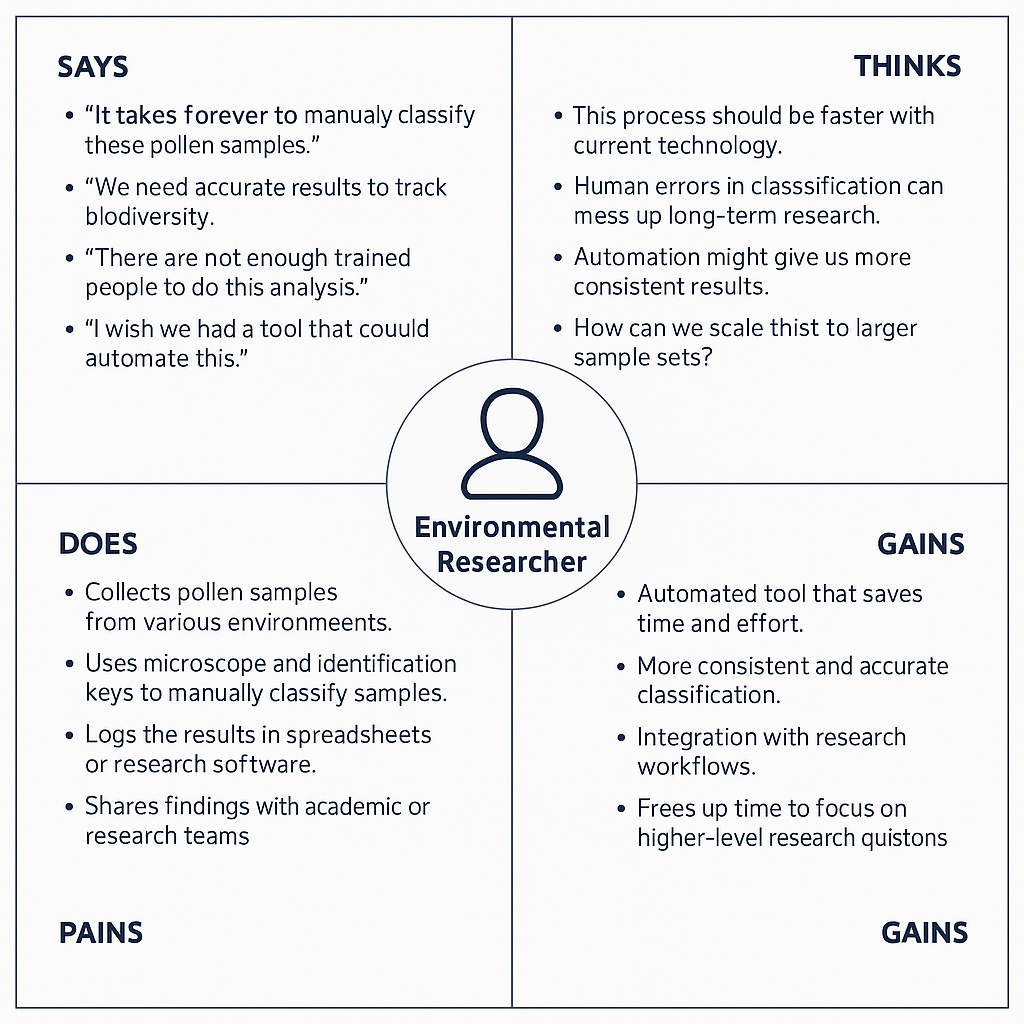 SAYS
• “It takes forever to manualy classify
these pollen samples.”
• “We need accurate results to track
blodiversity.
• “There are not enough trained
people to do this analysis.”
• “I wish we had a tool that couuld
automate this.”
THINKS
• This process should be faster with
current technology.
• Human errors in classsification can
mess up long-term research.
• Automation might give us more
consistent results.
• How can we scale thist to larger
sample sets?
Environmental
Researcher
DOES
• Collects pollen samples
from various environmeents.
• Uses microscope and identification
keys to manually classify samples.
• Logs the results in spreadsheets
or research software.
• Shares findings with academic or
research teams
GAINS
• Automated tool that saves
time and effort.
• More consistent and accurate
classification.
• Integration with research
workflows.
• Frees up time to focus on
higher-level research quistons
PAINS
GAINS